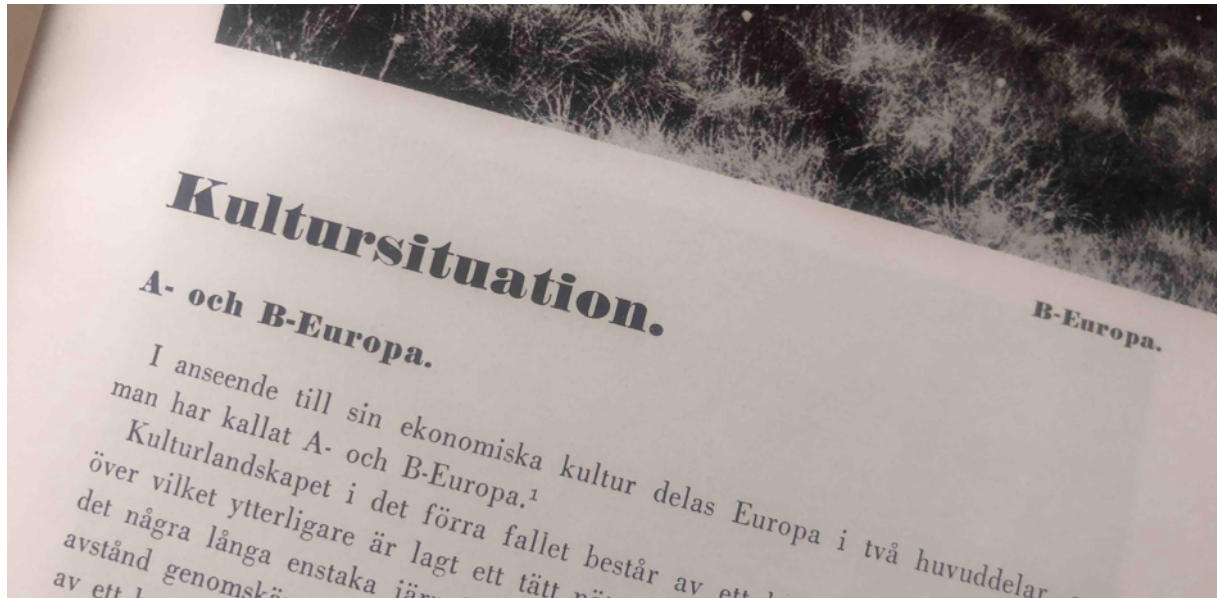 B-Europa.
Kultursituation.
A- och B-Europa.
I anseende till sin ekonomiska kultur delas Europa i två huvuddelar
man har kallat A- och B-Europa.¹
Kulturlandskapet i det förra fallet består av ett
över vilket ytterligare är lagt ett tätt
det några långa enstaka
avstånd
av ett